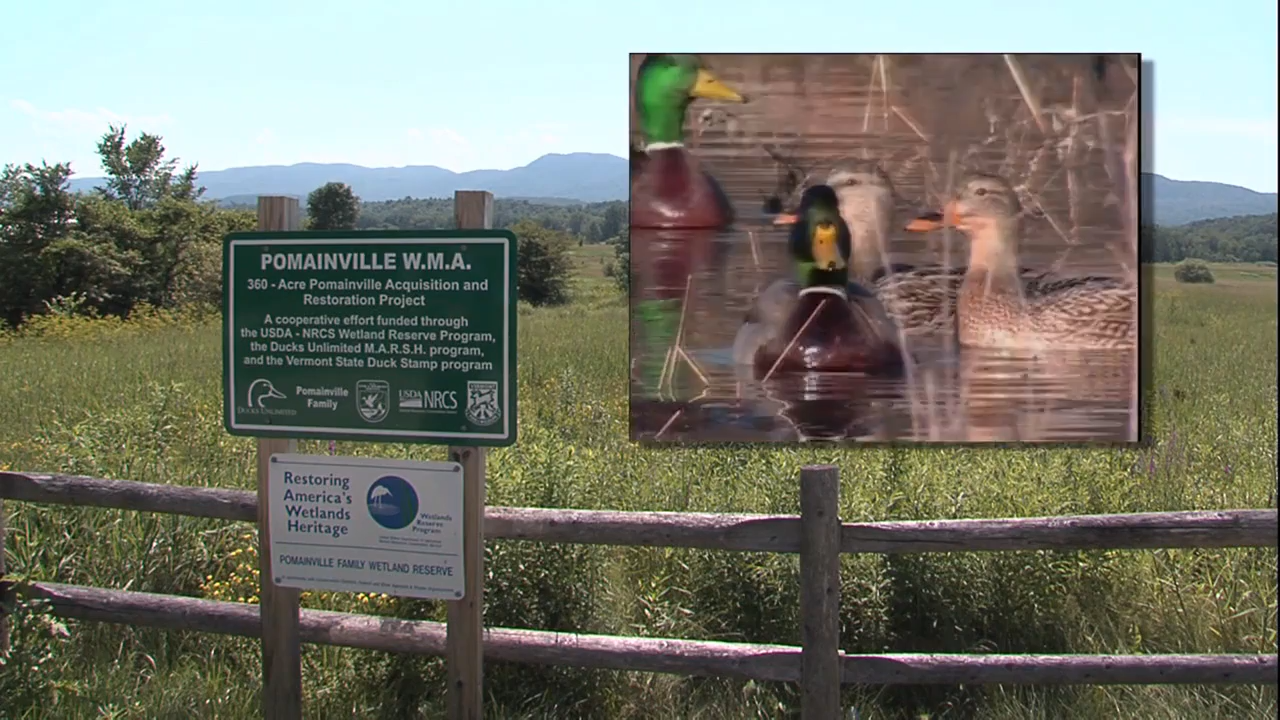 POMAINVILLE W.M.A.
360 - Acre Pomainville Acquisition and
Restoration Project
A cooperative effort funded through
the USDA - NRCS Wetland Reserve Program,
the Ducks Unlimited M.A.R.S.H. program,
and the Vermont State Duck Stamp program
DUCKS UNLIMITED
Pomainville
Family
USDA NRCS
Restoring
America's
Wetlands
Heritage
Wetlands
Reserve
Program
POMAINVILLE FAMILY WETLAND RESERVE